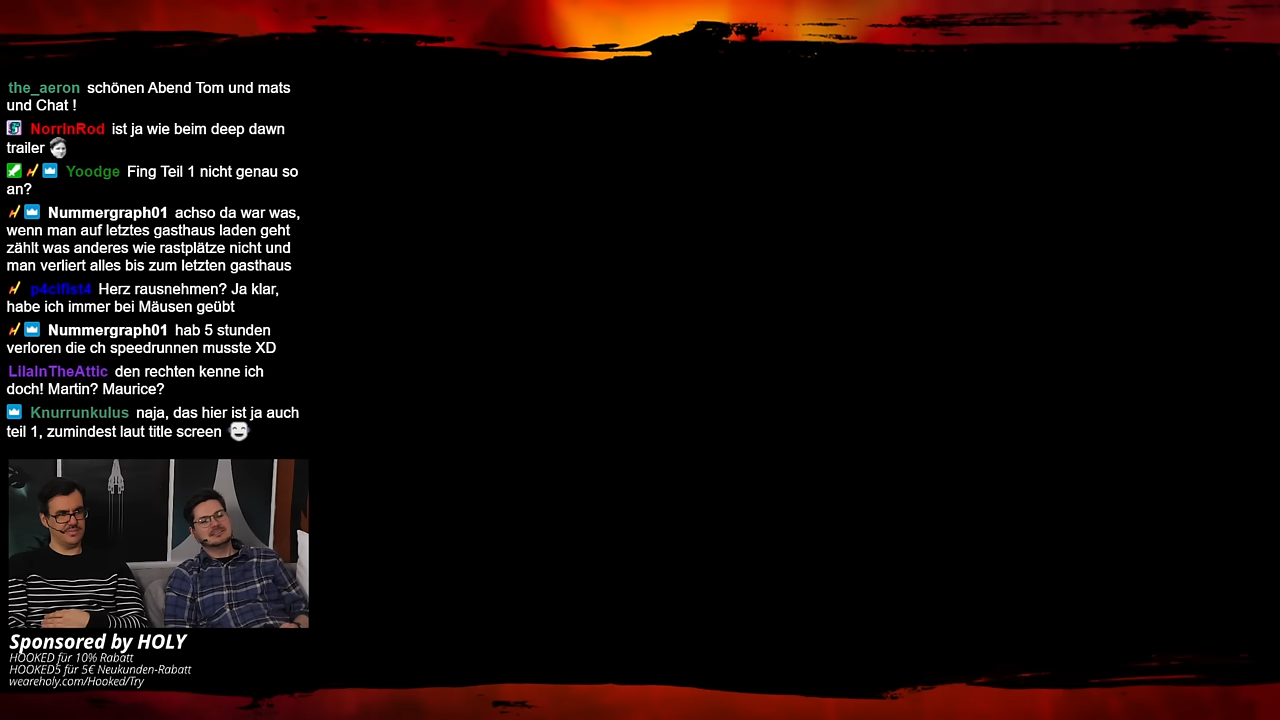 the_aeron schönen Abend Tom und mats
und Chat !
NorrinRod ist ja wie beim deep dawn
trailer
Yoodge Fing Teil 1 nicht genau so
an?
Nummergraph01 achso da war was,
wenn man auf letztes gasthaus laden geht
zählt was anderes wie rastplätze nicht und
man verliert alles bis zum letzten gasthaus
p4cifist4 Herz rausnehmen? Ja klar,
habe ich immer bei Mäusen geübt
Nummergraph01 hab 5 stunden
verloren die ch speedrunnen musste XD
LilaInTheAttic den rechten kenne ich
doch! Martin? Maurice?
Knurrunkulus naja, das hier ist ja auch
teil 1, zumindest laut title screen
Sponsored by HOLY
HOOKED für 10% Rabatt
HOOKED5 für 5€ Neukunden-Rabatt
weareholy.com/Hooked/Try